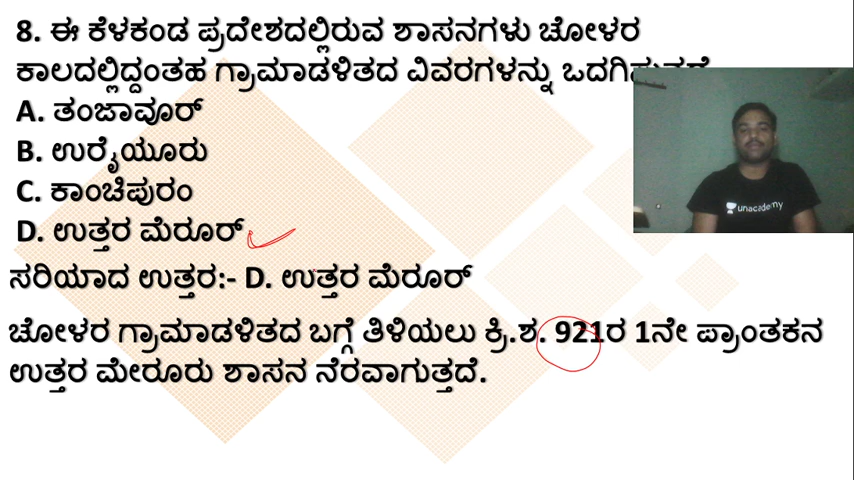 8. ಈ ಕೆಳಕಂಡ ಪ್ರದೇಶದಲ್ಲಿರುವ ಶಾಸನಗಳು ಚೋಳರ
ಕಾಲದಲ್ಲಿದ್ದಂತಹ ಗ್ರಾಮಾಡಳಿತದ ವಿವರಗಳನ್ನು
A. ತಂಜಾವೂರ್
B. ಉರೈಯೂರು
C. ಕಾಂಚಿಪುರಂ
D. ಉತ್ತರ ಮೆರೂರ್
unacademy
ಸರಿಯಾದ ಉತ್ತರ:- D. ಉತ್ತರ ಮೆರೂರ್
ಚೋಳರ ಗ್ರಾಮಾಡಳಿತದ ಬಗ್ಗೆ ತಿಳಿಯಲು ಕ್ರಿ.ಶ. 921ರ 1ನೇ ಪ್ರಾಂತಕನ
ಉತ್ತರ ಮೇರೂರು ಶಾಸನ ನೆರವಾಗುತ್ತದೆ.